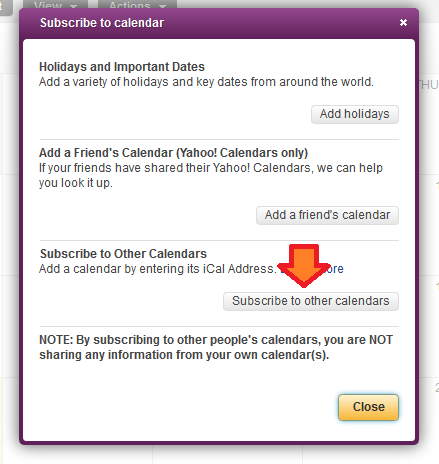 View
Actions
Subscribe to calendar
Holidays and Important Dates
Add a variety of holidays and key dates from around the world.
THU
Add holidays
Add a Friend's Calendar (Yahoo! Calendars only)
If your friends have shared their Yahoo! Calendars, we can help
you look it up.
Add a friend's calendar
Subscribe to Other Calendars
Add a calendar by entering its iCal Address.
Subscribe to other calendars
NOTE: By subscribing to other people's calendars, you are NOT
sharing any information from your own calendar(s).
Close